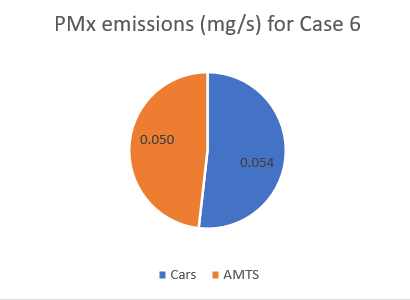 PMx emissions (mg/s) for Case 6
0.050
0.054
Cars AMTS